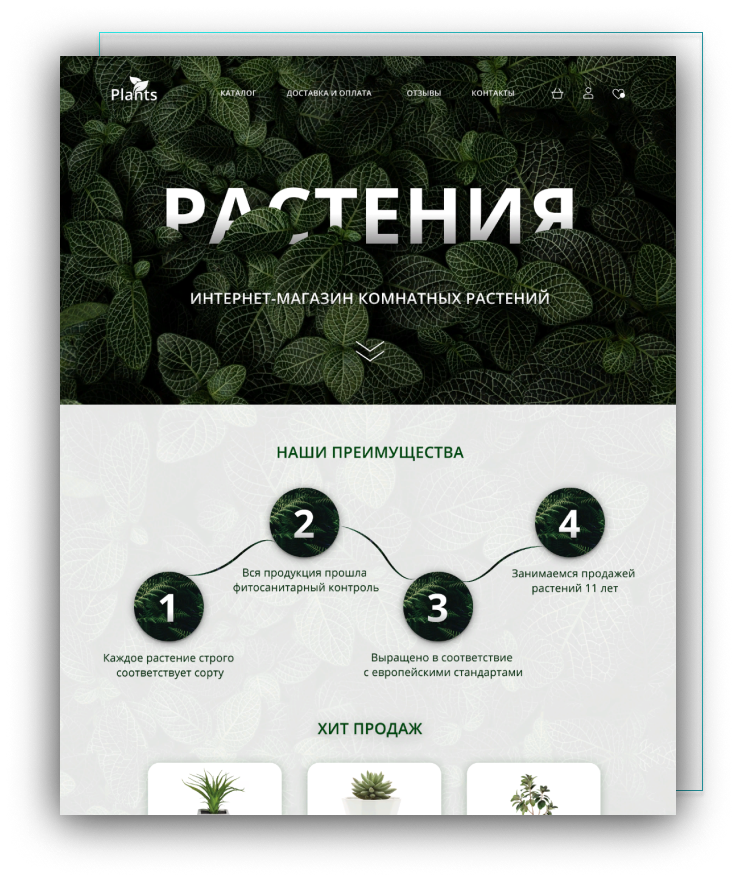 Plants
КАТАЛОГ
ДОСТАВКА И ОПЛАТА
ОТЗЫВЫ
КОНТАКТЫ
РАСТЕНИЯ
ИНТЕРНЕТ-МАГАЗИН КОМНАТНЫХ РАСТЕНИЙ
НАШИ ПРЕИМУЩЕСТВА
1
Каждое растение строго
соответствует сорту
2
Вся продукция прошла
фитосанитарный контроль
3
Выращено в соответствие
с европейскими стандартами
4
Занимаемся продажей
растений 11 лет
ХИТ ПРОДАЖ